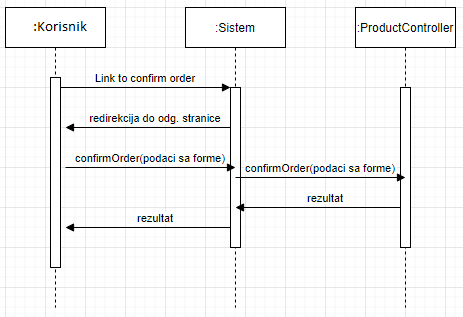 :Korisnik
:Sistem
:ProductController
Link to confirm order
redirekcija do odg. stranice
confirmOrder(podaci sa forme)
confirmOrder(podaci sa forme)
rezultat
rezultat